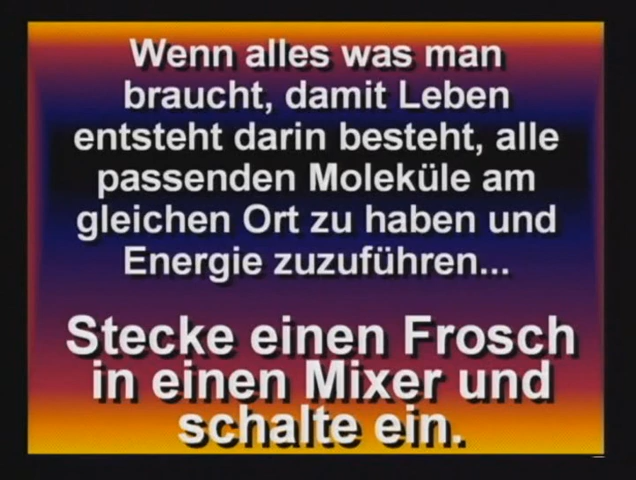 Wenn alles was man
braucht, damit Leben
entsteht darin besteht, alle
passenden Moleküle am
gleichen Ort zu haben und
Energie zuzuführen...
Stecke einen Frosch
in einen Mixer und
schalte ein.